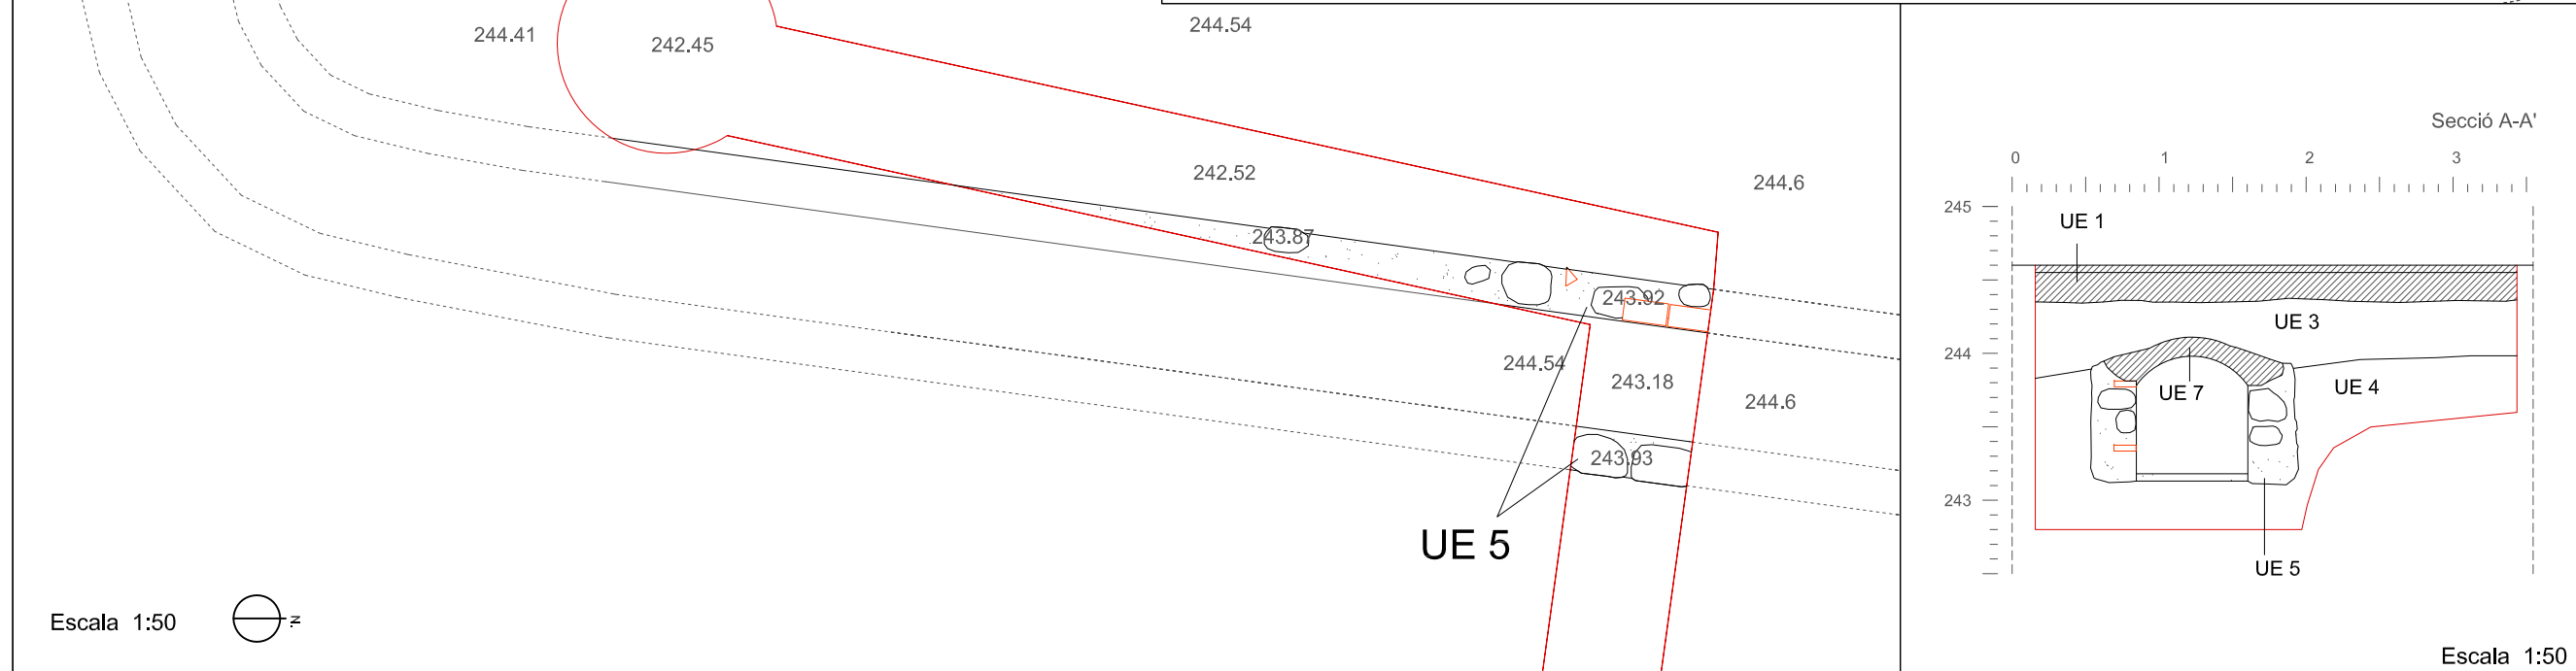 244.41
242.45
244.54
242.52
244.6
243.87
243.92
244.54
243.18
244.6
243.93
UE 5
Escala 1:50
N
Secció A-A'
0 1 2 3
245
UE 1
UE 3
244
UE 7
UE 4
243
UE 5
Escala 1:50